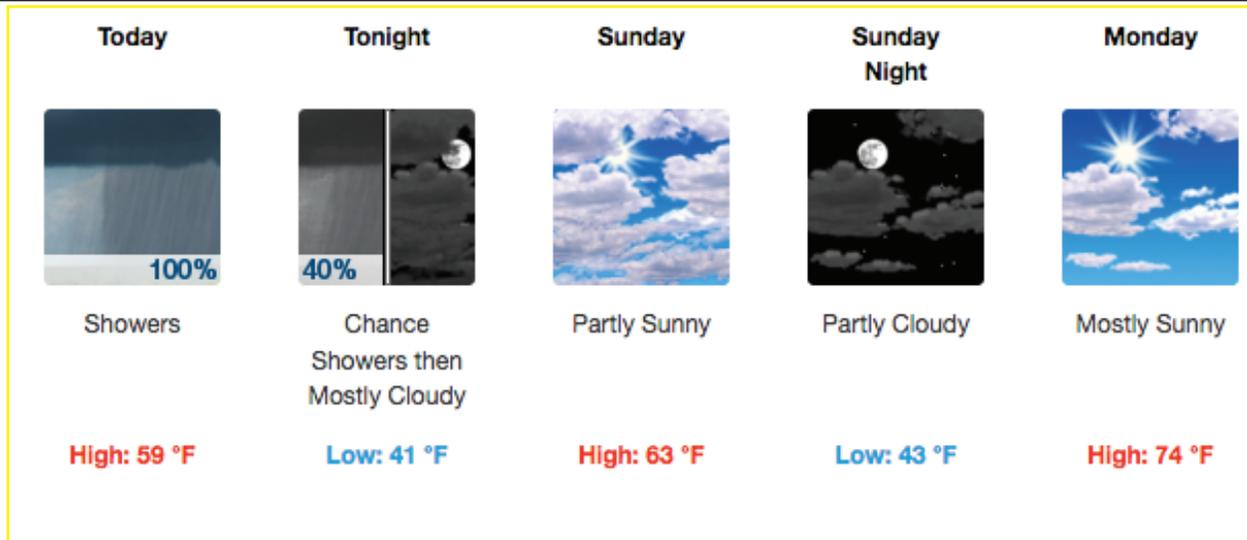 Today
Tonight
Sunday
Sunday
Night
Monday
100%
40%
Showers
Chance
Showers then
Mostly Cloudy
Partly Sunny
Partly Cloudy
Mostly Sunny
High: 59 °F
Low: 41 °F
High: 63 °F
Low: 43 °F
High: 74 °F